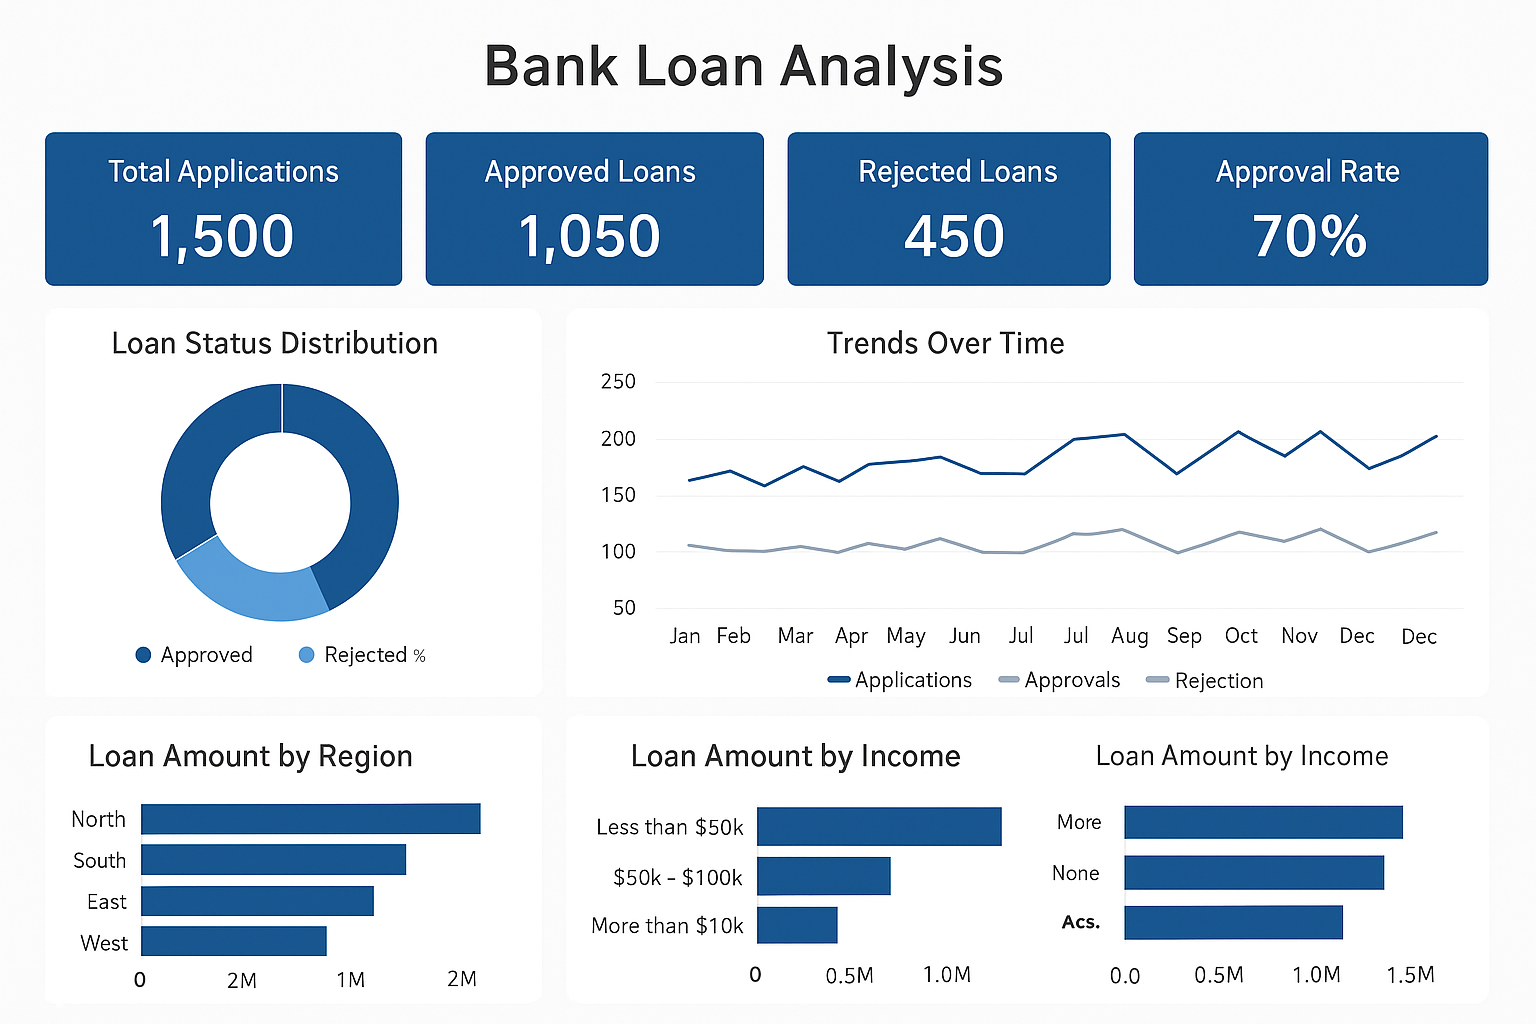 Bank Loan Analysis
Total Applications
1,500
Approved Loans
1,050
Rejected Loans
450
Approval Rate
70%
Loan Status Distribution
Approved
Rejected %
Trends Over Time
250
200
150
100
50
Jan Feb Mar Apr May Jun Jul Jul Aug Sep Oct Nov Dec Dec
Applications Approvals Rejection
Loan Amount by Region
North
South
East
West
0 2M 1M 2M
Loan Amount by Income
Less than $50k
$50k - $100k
More than $10k
0 0.5M 1.0M
Loan Amount by Income
More
None
Acs.
0.0 0.5M 1.0M 1.5M